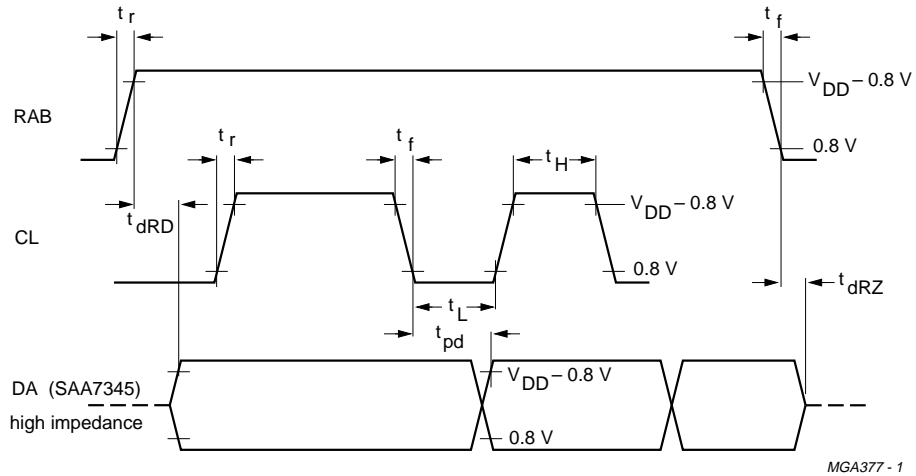 t r
t f
V DD – 0.8 V
RAB
0.8 V
t r
t f
t H
V DD – 0.8 V
t dRD
CL
0.8 V
t dRZ
t L
t pd
DA (SAA7345)
V DD – 0.8 V
high impedance
0.8 V
MGA377 - 1